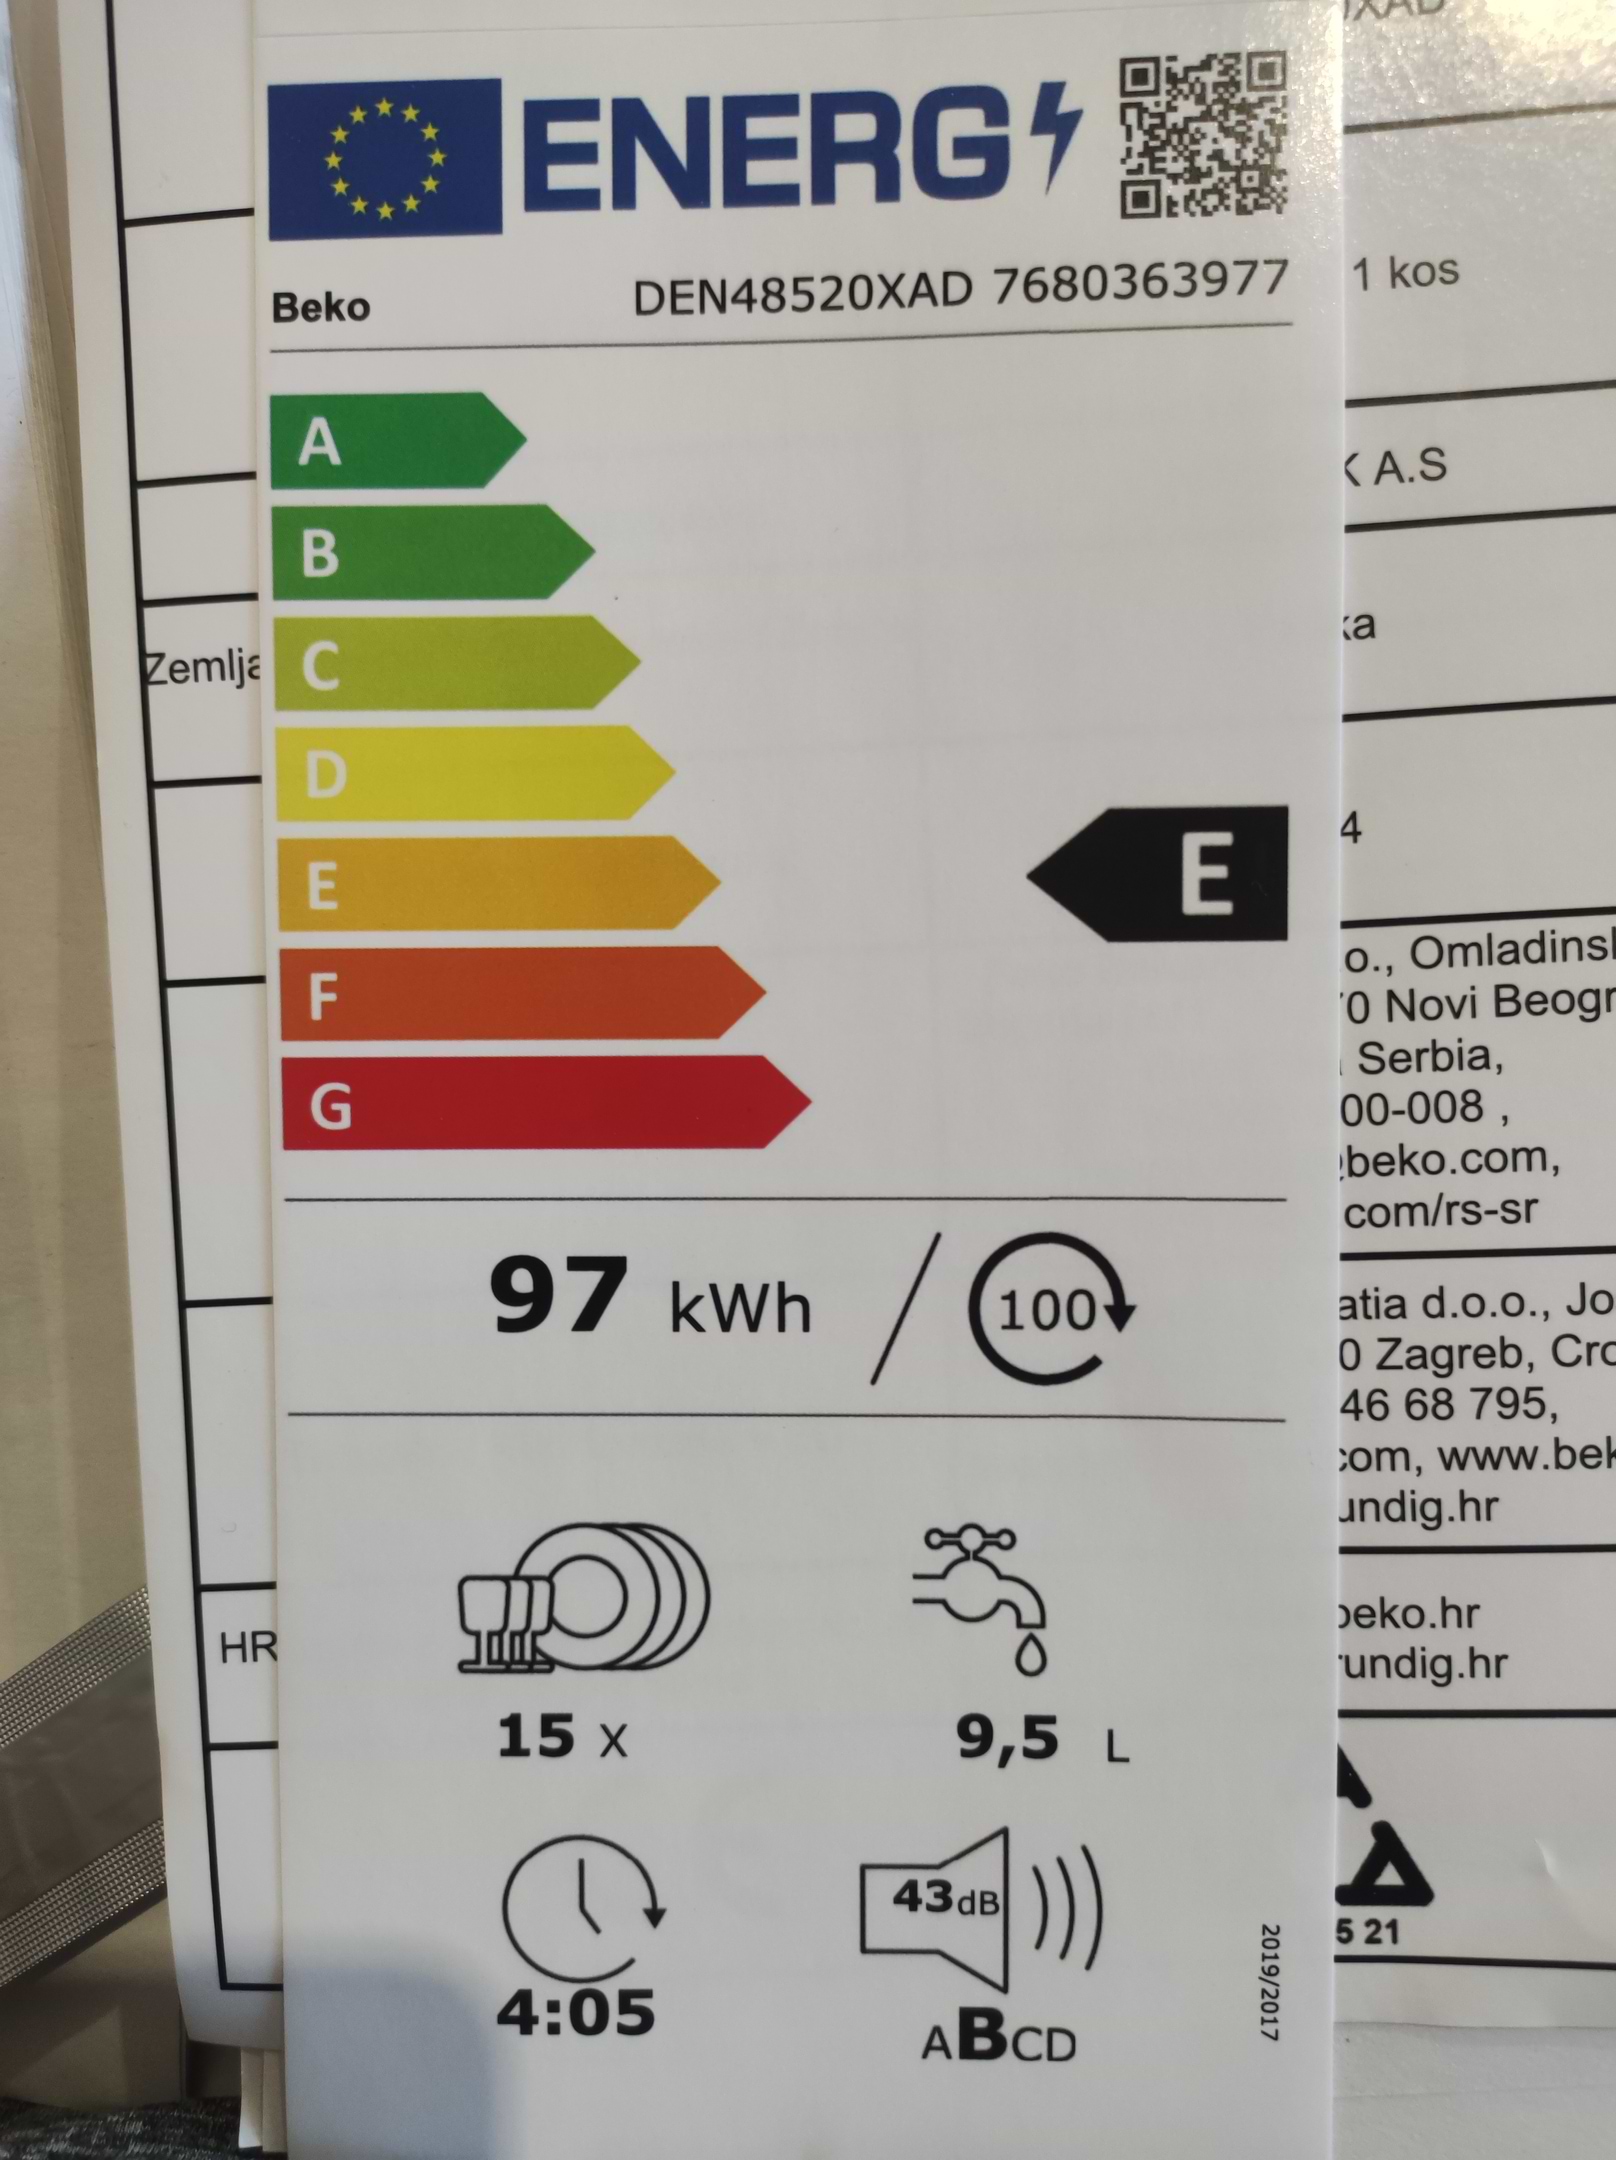 XAD
ENERG
Beko
DEN48520XAD 7680363977
1 kos
A
K A.S
B
C
Zemlja
ka
D
4
E
E
o., Omladins
0 Novi Beogr
F
Serbia,
00-008 ,
G
beko.com,
com/rs-sr
97 kWh / 100
atia d.o.o., Jo
0 Zagreb, Cro
46 68 795,
com, www.bek
undig.hr
HR
beko.hr
rundig.hr
15 X
9,5 L
43dB
5 21
4:05
ABCD
2019/2017